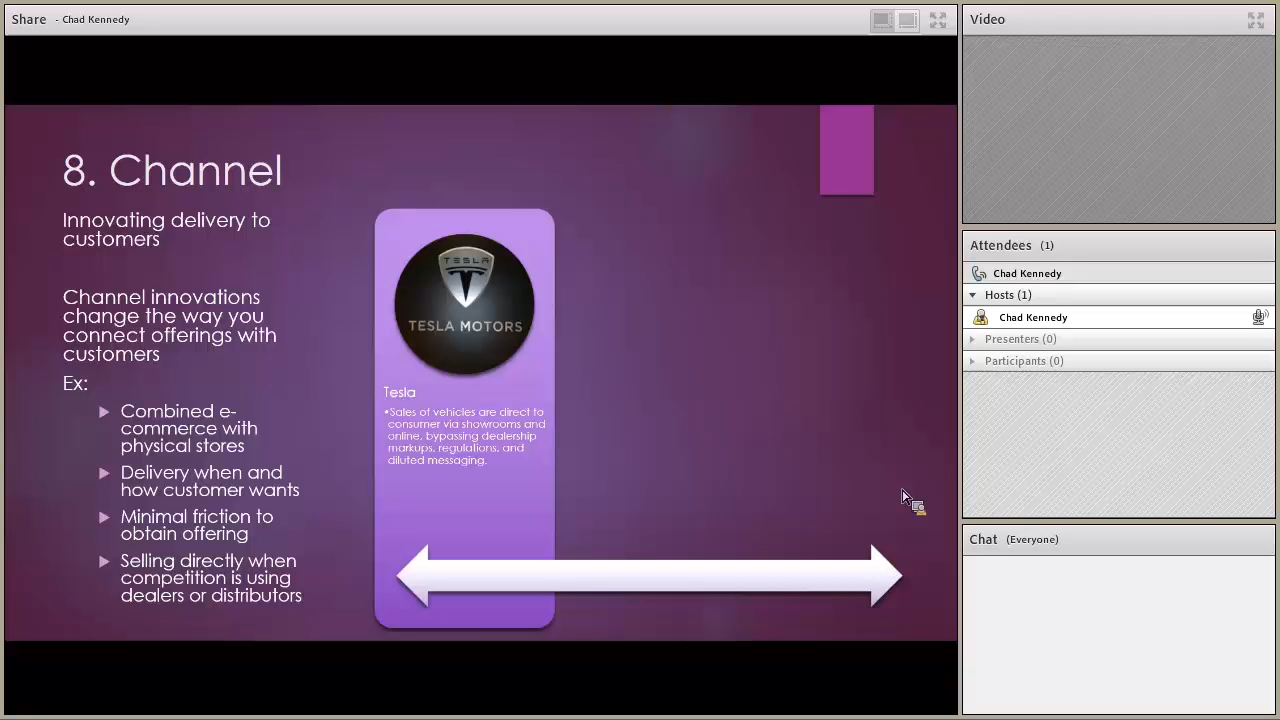 Share - Chad Kennedy
8. Channel
Innovating delivery to
customers
Channel innovations
change the way you
connect offerings with
customers
Ex:
Combined e-
commerce with
physical stores
Delivery when and
how customer wants
Minimal friction to
obtain offering
Selling directly when
competition is using
dealers or distributors
TESLA
TESLA MOTORS
Tesla
•Sales of vehicles are direct to
consumer via showrooms and
online, bypassing dealership
markups, regulations, and
diluted messaging.
Video
Attendees (1)
Chad Kennedy
Hosts (1)
Chad Kennedy
Presenters (0)
Participants (0)
Chat (Everyone)